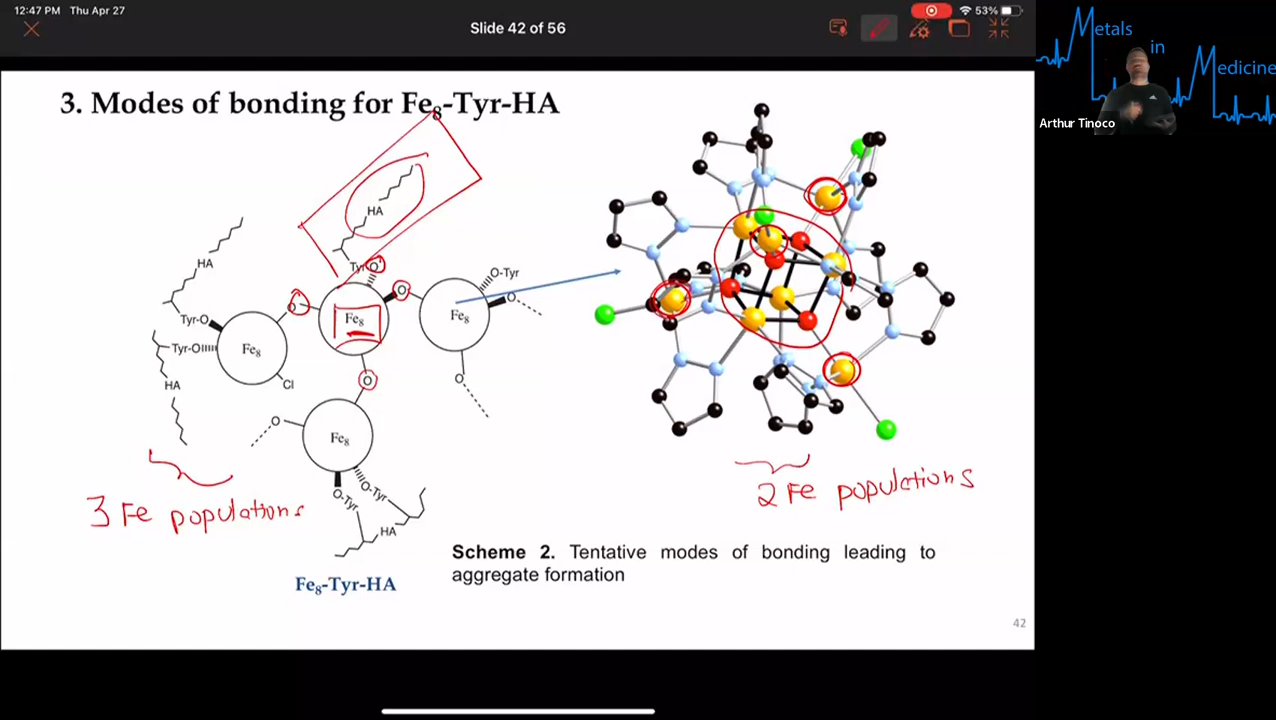 12:47 PM Thu Apr 27
53%
Slide 42 of 56
Metals
in
Medicine
Arthur Tinoco
3. Modes of bonding for Fe₈-Tyr-HA
HA
HA
Tyr O
O-Tyr
O
O
O
Tyr-O
Fe₈
Fe₈
Fe₈
Tyr-O
HA
Cl
O
O
O
Fe₈
O-Tyr
O-Tyr
HA
3 Fe populations
2 Fe populations
Scheme 2. Tentative modes of bonding leading to
aggregate formation
Fe₈-Tyr-HA
42